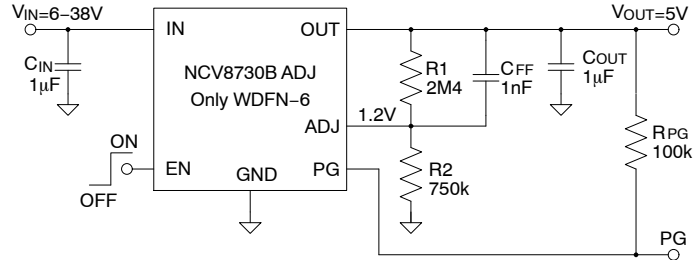 VIN=6–38V
VOUT=5V
IN
OUT
CIN
1μF
NCV8730B ADJ
Only WDFN–6
R1
2M4
CFF
1nF
COUT
1μF
ADJ
1.2V
RPG
100k
ON
OFF
EN
GND
PG
R2
750k
PG